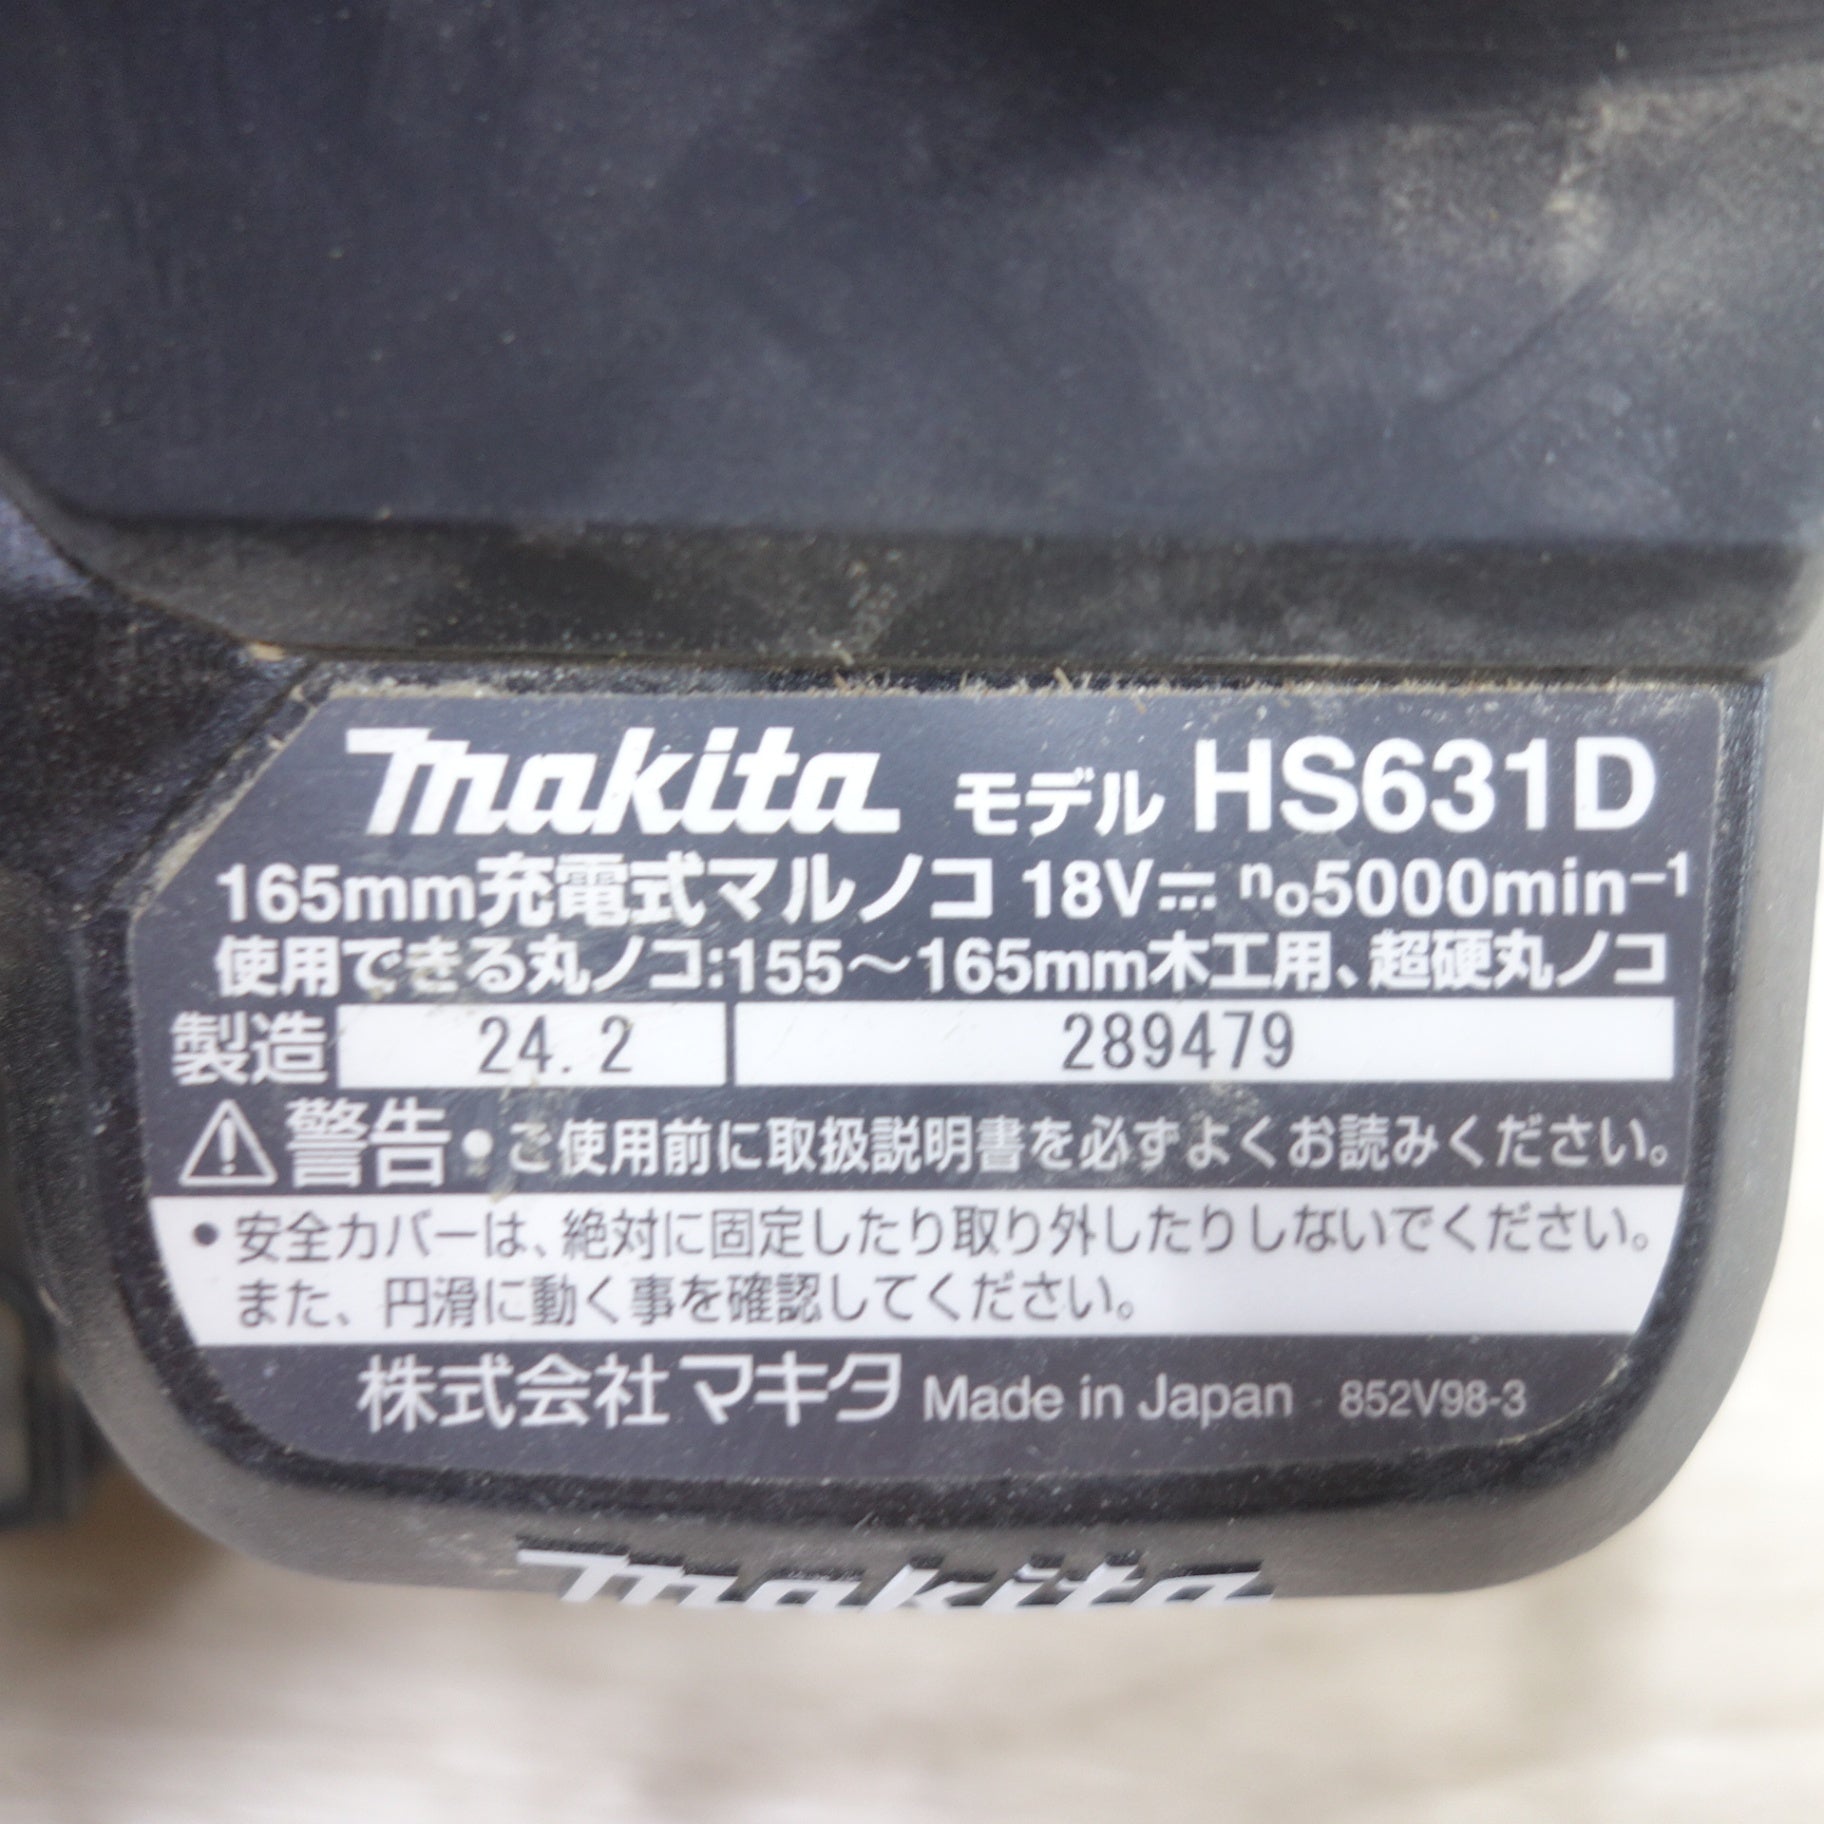 makita モデル HS631D
165mm充電式マルノコ 18V⎓ n₀5000min⁻¹
使用できる丸ノコ:155～165mm木工用、超硬丸ノコ
製造 24.2 289479
⚠警告 • ご使用前に取扱説明書を必ずよくお読みください。
• 安全カバーは、絶対に固定したり取り外したりしないでください。
また、円滑に動く事を確認してください。
株式会社マキタ Made in Japan 852V98-3
makita